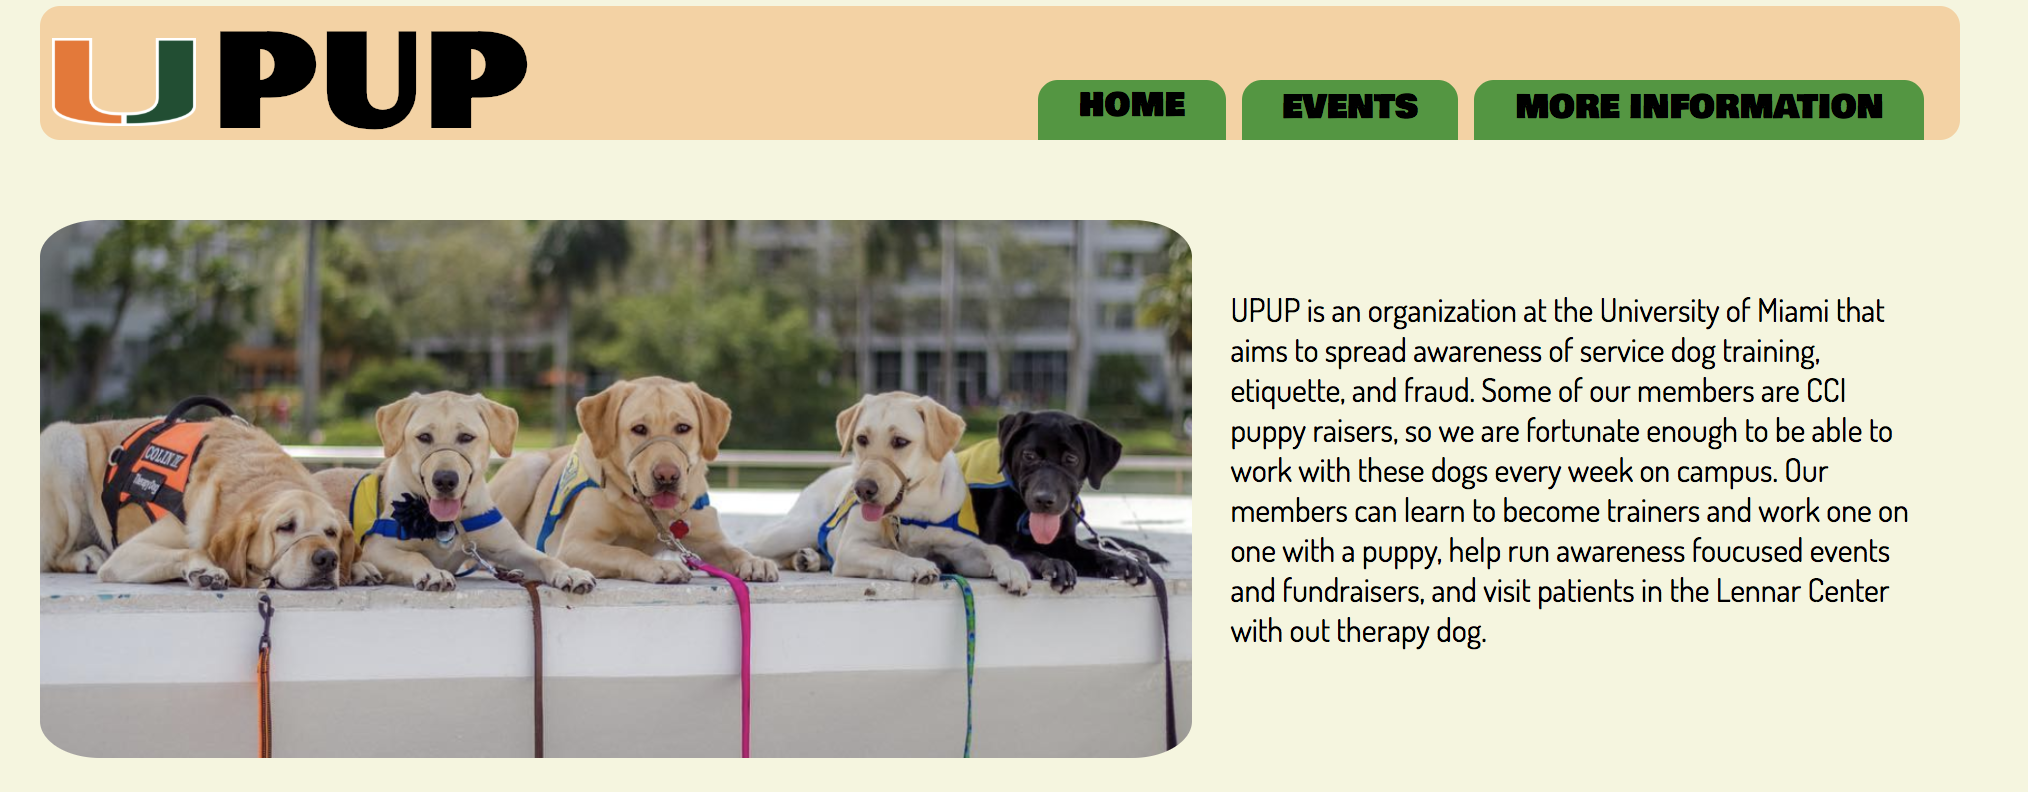 UPUP
HOME
EVENTS
MORE INFORMATION
COLIN IV
Therapy Dog
UPUP is an organization at the University of Miami that
aims to spread awareness of service dog training,
etiquette, and fraud. Some of our members are CCI
puppy raisers, so we are fortunate enough to be able to
work with these dogs every week on campus. Our
members can learn to become trainers and work one on
one with a puppy, help run awareness foucused events
and fundraisers, and visit patients in the Lennar Center
with out therapy dog.